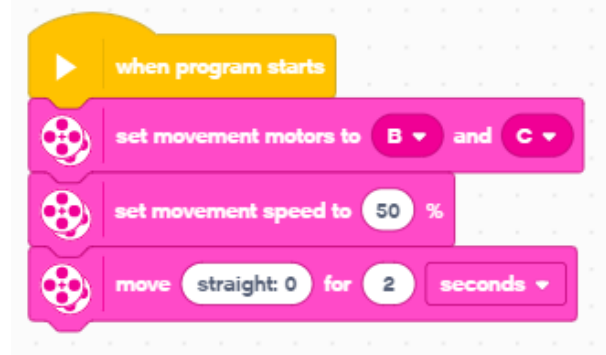 when program starts
set movement motors to B and C
set movement speed to 50 %
move straight: 0 for 2 seconds